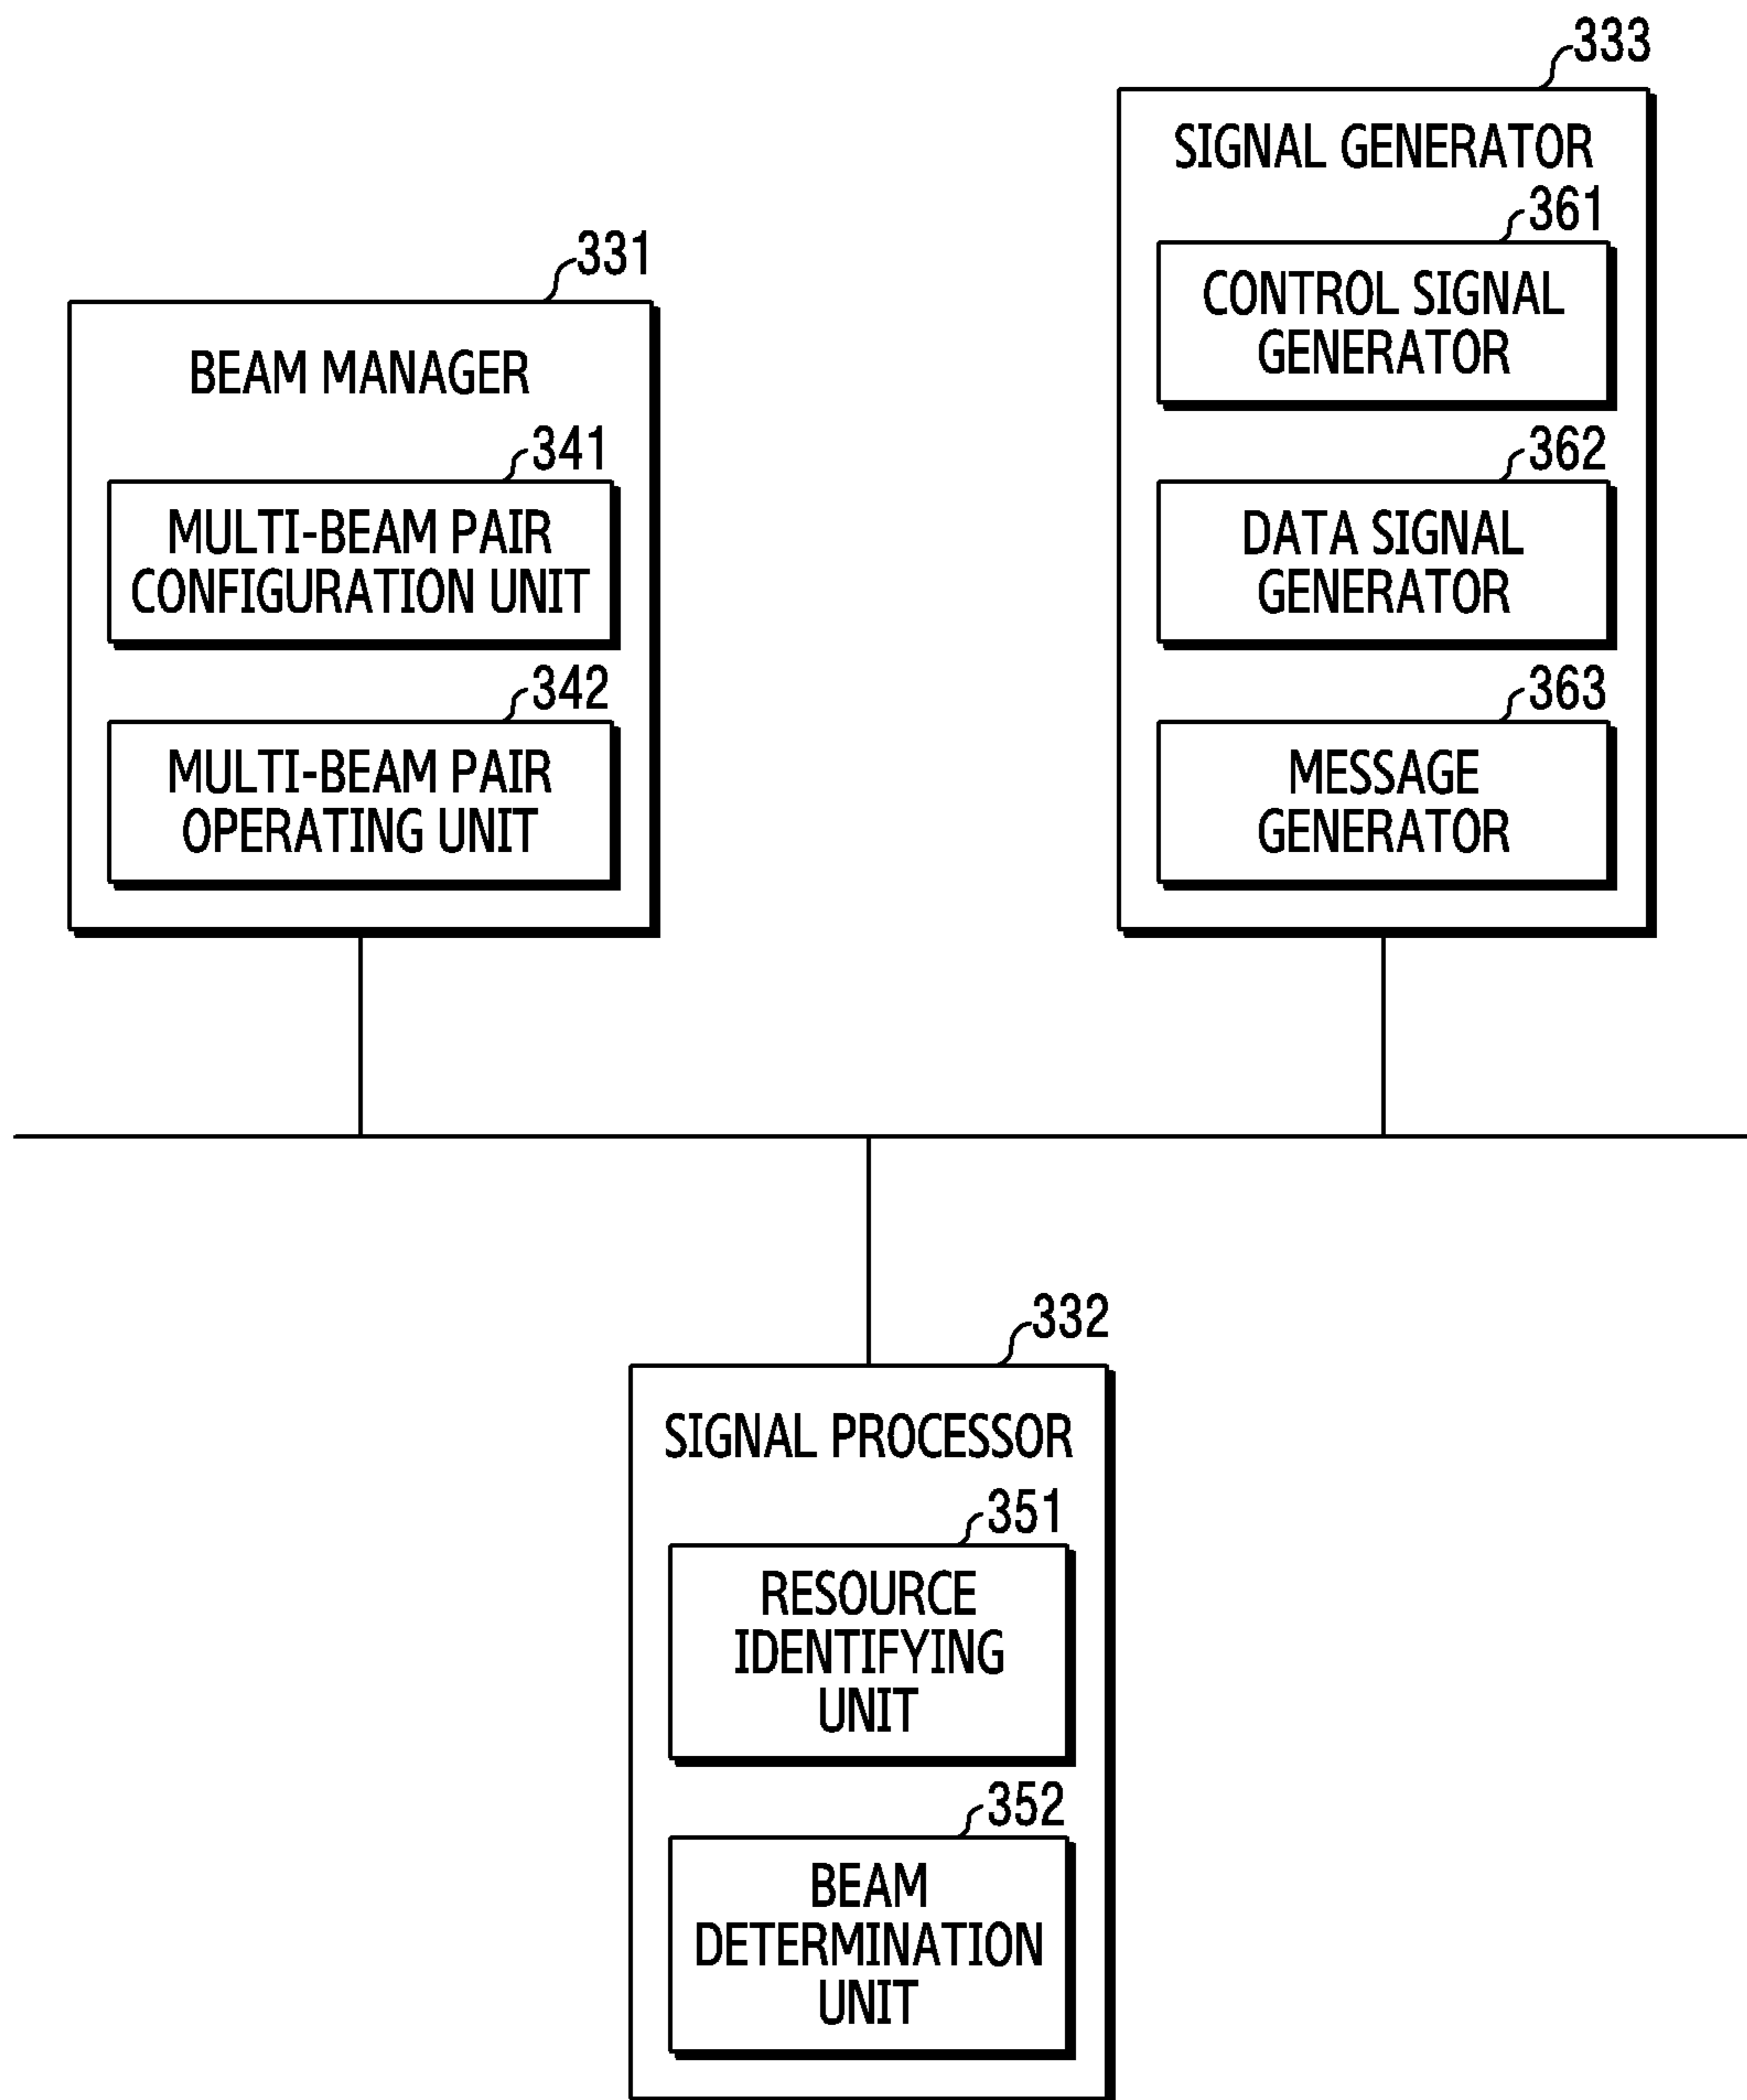 333
SIGNAL GENERATOR
361
CONTROL SIGNAL
GENERATOR
362
DATA SIGNAL
GENERATOR
363
MESSAGE
GENERATOR
331
BEAM MANAGER
341
MULTI-BEAM PAIR
CONFIGURATION UNIT
342
MULTI-BEAM PAIR
OPERATING UNIT
332
SIGNAL PROCESSOR
351
RESOURCE
IDENTIFYING
UNIT
352
BEAM
DETERMINATION
UNIT